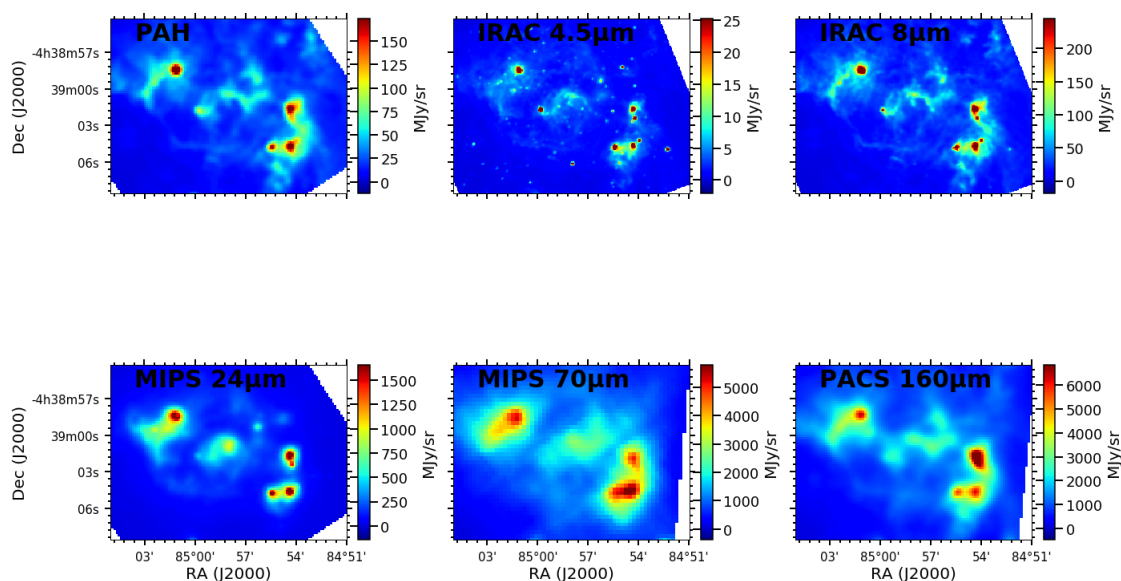 PAH
IRAC 4.5μm
IRAC 8μm
-4h38m57s
39m00s
03s
06s
Dec (J2000)
150
125
100
75
50
25
0
MJy/sr
25
20
15
10
5
0
MJy/sr
200
150
100
50
0
MJy/sr
MIPS 24μm
MIPS 70μm
PACS 160μm
-4h38m57s
39m00s
03s
06s
Dec (J2000)
1500
1250
1000
750
500
250
0
MJy/sr
5000
4000
3000
2000
1000
0
MJy/sr
6000
5000
4000
3000
2000
1000
0
MJy/sr
03' 85°00' 57' 54' 84°51'
03' 85°00' 57' 54' 84°51'
03' 85°00' 57' 54' 84°51'
RA (J2000)
RA (J2000)
RA (J2000)